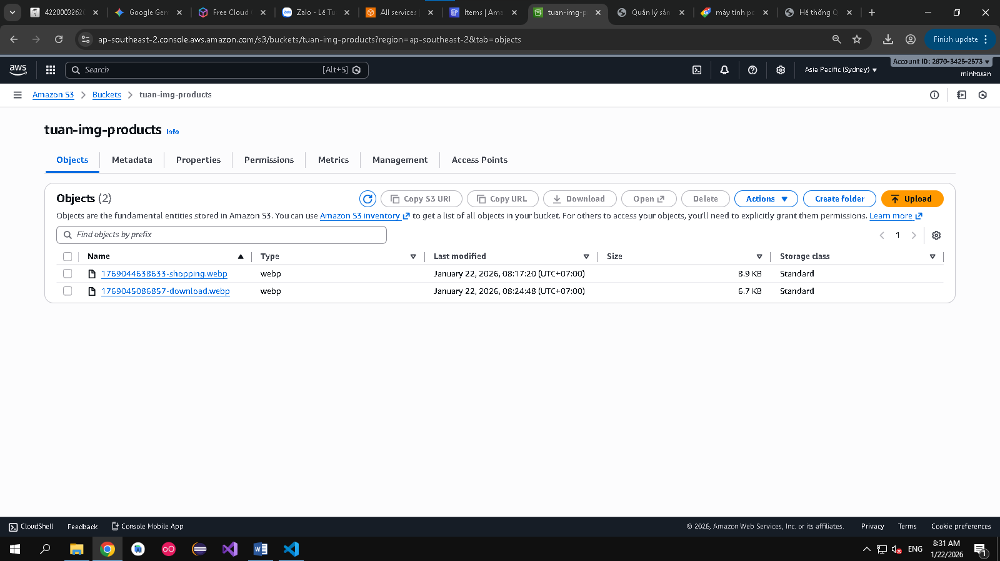 42200032620
Google Gem
Free Cloud
Zalo - Lê Tu
All services
Items | Ama
tuan-img-p
Quản lý sản
máy tính pc
Hệ thống Q
ap-southeast-2.console.aws.amazon.com/s3/buckets/tuan-img-products?region=ap-southeast-2&tab=objects
Finish update
aws
Search
[Alt+S]
Asia Pacific (Sydney)
Account ID: 2870-3425-2573
minhtuan
Amazon S3
Buckets
tuan-img-products
tuan-img-products Info
Objects
Metadata
Properties
Permissions
Metrics
Management
Access Points
Objects (2)
Copy S3 URI
Copy URL
Download
Open
Delete
Actions
Create folder
Upload
Objects are the fundamental entities stored in Amazon S3. You can use Amazon S3 inventory to get a list of all objects in your bucket. For others to access your objects, you'll need to explicitly grant them permissions. Learn more
Find objects by prefix
1
Name
Type
Last modified
Size
Storage class
1769044638633-shopping.webp
webp
January 22, 2026, 08:17:20 (UTC+07:00)
8.9 KB
Standard
1769045086857-download.webp
webp
January 22, 2026, 08:24:48 (UTC+07:00)
6.7 KB
Standard
CloudShell
Feedback
Console Mobile App
© 2026, Amazon Web Services, Inc. or its affiliates.
Privacy
Terms
Cookie preferences
ENG
8:31 AM
1/22/2026
1